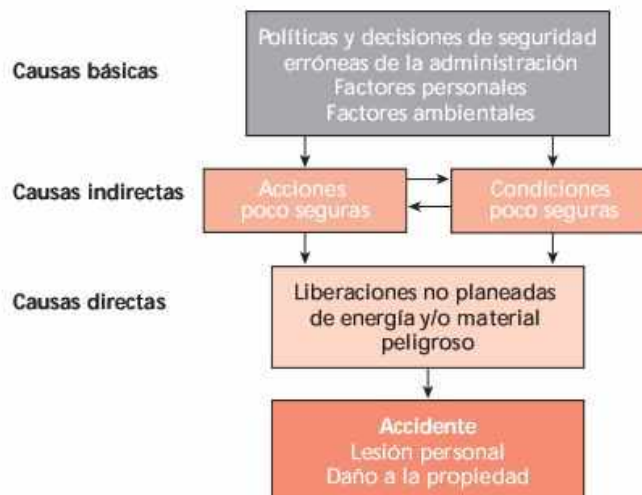 Políticas y decisiones de seguridad
erróneas de la administración
Factores personales
Factores ambientales
Causas básicas
Causas indirectas
Acciones
poco seguras
Condiciones
poco seguras
Causas directas
Liberaciones no planeadas
de energía y/o material
peligroso
Accidente
Lesión personal
Daño a la propiedad